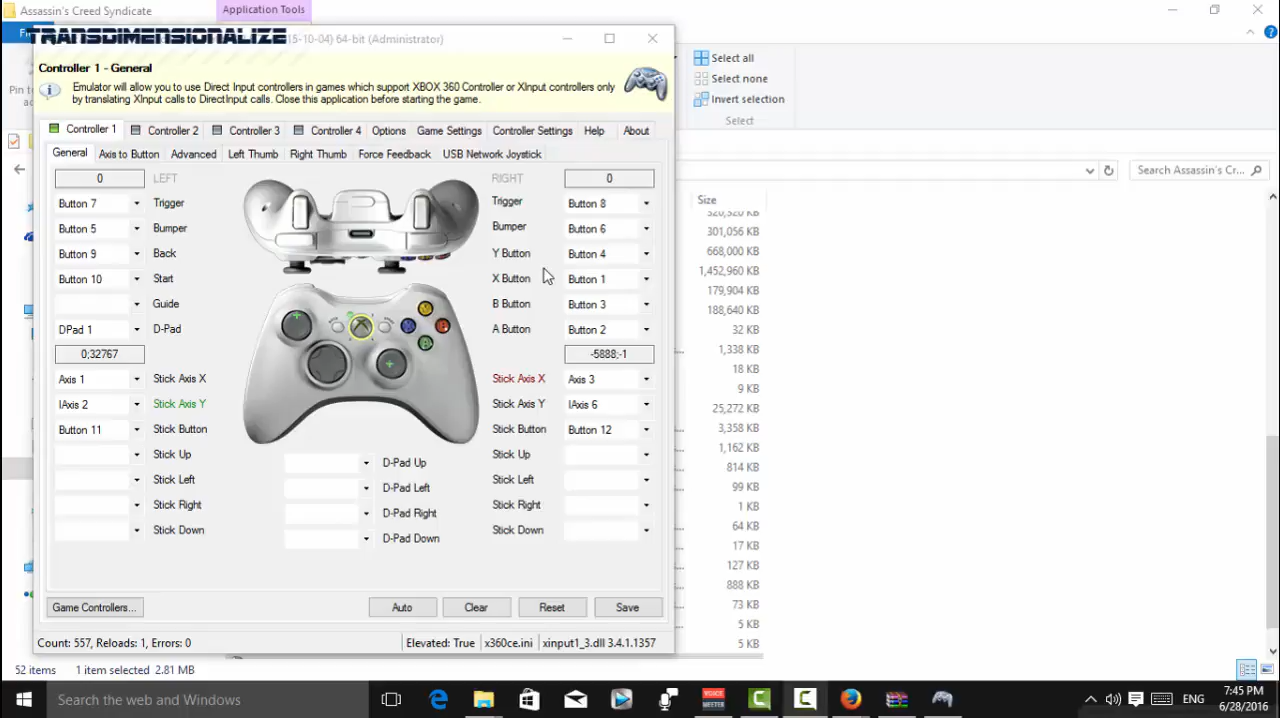 Assassin's Creed Syndicate
Application Tools
TRANSDIMENSIONALIZE
15-10-04) 64-bit (Administrator)
Controller 1 - General
Emulator will allow you to use Direct Input controllers in games which support XBOX 360 Controller or XInput controllers only
by translating XInput calls to DirectInput calls. Close this application before starting the game.
Select all
Select none
Invert selection
Select
Controller 1 Controller 2 Controller 3 Controller 4 Options Game Settings Controller Settings Help About
General Axis to Button Advanced Left Thumb Right Thumb Force Feedback USB Network Joystick
Search Assassin's Cr...
0 LEFT RIGHT 0
Button 7 Trigger Trigger Button 8
Button 5 Bumper Bumper Button 6
Button 9 Back Y Button Button 4
Button 10 Start X Button Button 1
Guide B Button Button 3
DPad 1 D-Pad A Button Button 2
0;32767 -5888;-1
Axis 1 Stick Axis X Stick Axis X Axis 3
IAxis 2 Stick Axis Y Stick Axis Y IAxis 6
Button 11 Stick Button Stick Button Button 12
Stick Up D-Pad Up Stick Up
Stick Left D-Pad Left Stick Left
Stick Right D-Pad Right Stick Right
Stick Down D-Pad Down Stick Down
Game Controllers... Auto Clear Reset Save
Count: 557, Reloads: 1, Errors: 0 Elevated: True x360ce.ini xinput1_3.dll 3.4.1.1357
Size
301,056 KB
668,000 KB
1,452,960 KB
179,904 KB
188,640 KB
32 KB
1,338 KB
18 KB
9 KB
25,272 KB
3,358 KB
1,162 KB
814 KB
99 KB
1 KB
64 KB
17 KB
127 KB
888 KB
73 KB
5 KB
5 KB
52 items 1 item selected 2.81 MB
Search the web and Windows
VOICE
MEETER
ENG
7:45 PM
6/28/2016